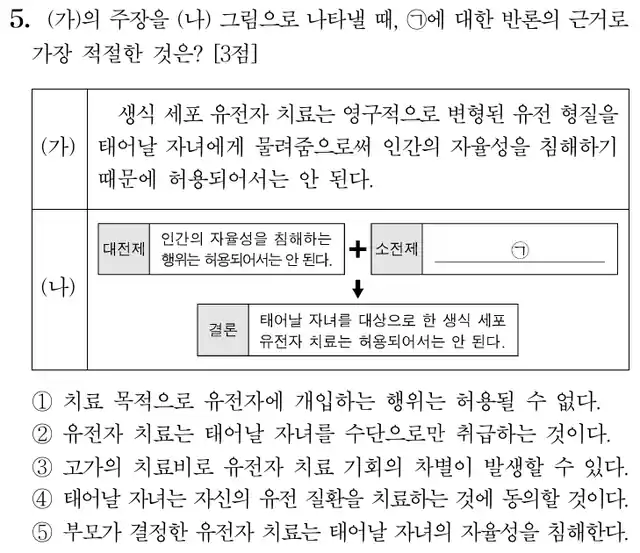 5. (가)의 주장을 (나) 그림으로 나타낼 때, ㉠에 대한 반론의 근거로
가장 적절한 것은? [3점]
(가)
생식 세포 유전자 치료는 영구적으로 변형된 유전 형질을
태어날 자녀에게 물려줌으로써 인간의 자율성을 침해하기
때문에 허용되어서는 안 된다.
(나)
대전제
인간의 자율성을 침해하는
행위는 허용되어서는 안 된다.
+
소전제
㉠
결론
태어날 자녀를 대상으로 한 생식 세포
유전자 치료는 허용되어서는 안 된다.
① 치료 목적으로 유전자에 개입하는 행위는 허용될 수 없다.
② 유전자 치료는 태어날 자녀를 수단으로만 취급하는 것이다.
③ 고가의 치료비로 유전자 치료 기회의 차별이 발생할 수 있다.
④ 태어날 자녀는 자신의 유전 질환을 치료하는 것에 동의할 것이다.
⑤ 부모가 결정한 유전자 치료는 태어날 자녀의 자율성을 침해한다.